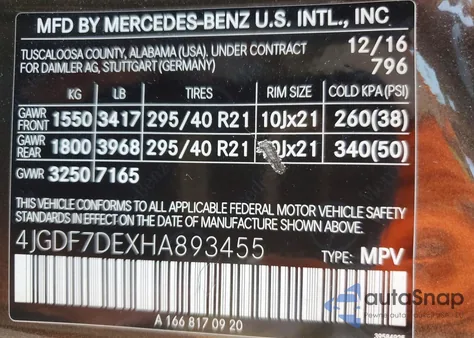 MFD BY MERCEDES-BENZ U.S. INTL., INC
TUSCALOOSA COUNTY, ALABAMA (USA). UNDER CONTRACT 12/16
FOR DAIMLER AG, STUTTGART (GERMANY) 796
KG LB TIRES RIM SIZE COLD KPA (PSI)
GAWR FRONT 1550 3417 295/40 R21 10Jx21 260(38)
GAWR REAR 1800 3968 295/40 R21 Jx21 340(50)
GVWR 3250 7165
THIS VEHICLE CONFORMS TO ALL APPLICABLE FEDERAL MOTOR VEHICLE SAFETY
STANDARDS IN EFFECT ON THE DATE OF MANUFACTURE SHOWN ABOVE.
4JGDF7DEXHA893455 TYPE: MPV
autoSnap
A 166 817 09 20